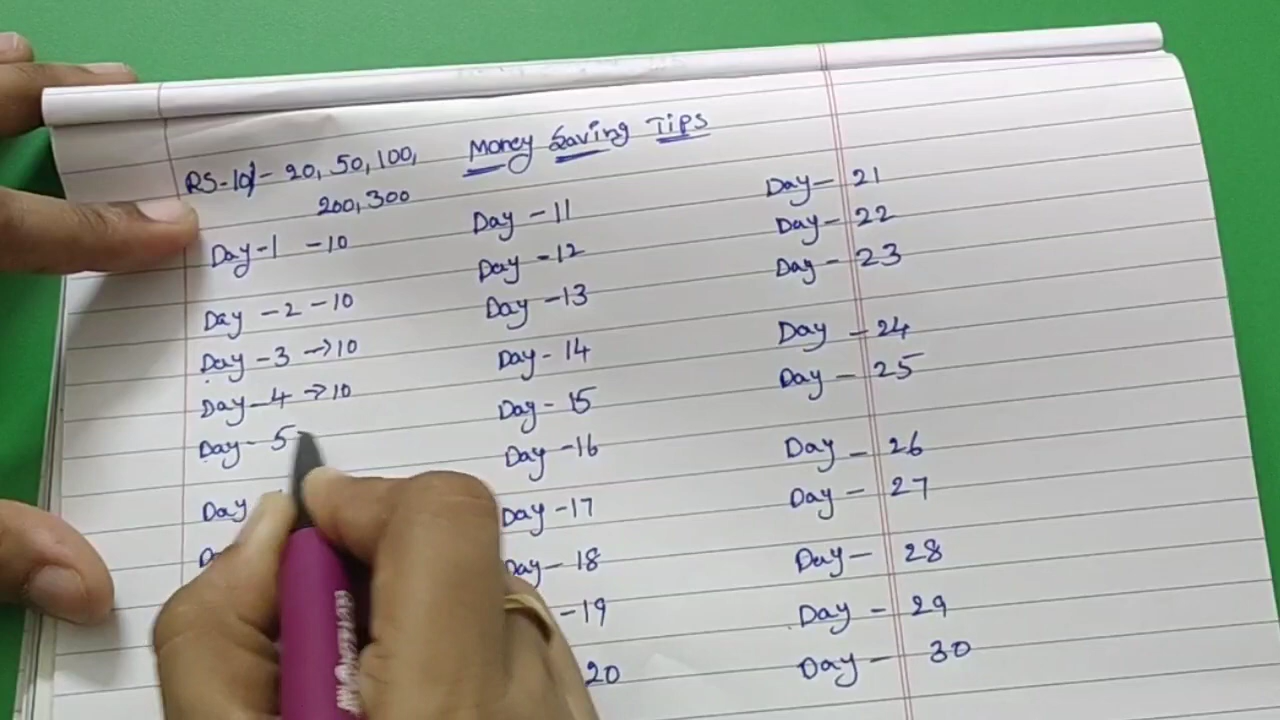 Money Saving Tips
RS-10/- 20, 50, 100,
200, 300
Day-1 -10
Day -2 -10
Day -3 →10
Day -4 →10
Day- 5
Day
Day -11
Day -12
Day -13
Day - 14
Day - 15
Day -16
Day -17
Day- 18
-19
20
Day- 21
Day- 22
Day- 23
Day - 24
Day - 25
Day - 26
Day - 27
Day- 28
Day - 29
Day - 30